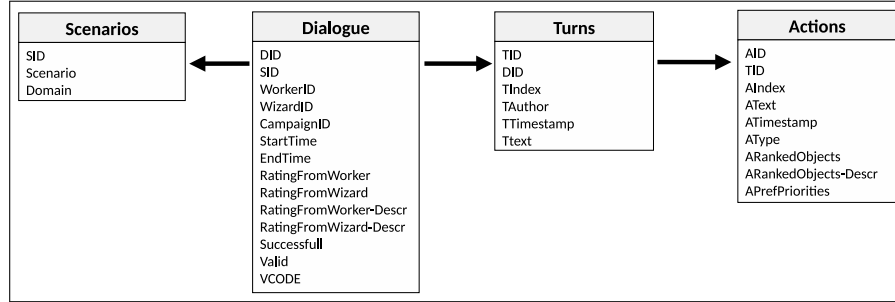 Scenarios
SID
Scenario
Domain
Dialogue
DID
SID
WorkerID
WizardID
CampaignID
StartTime
EndTime
RatingFromWorker
RatingFromWizard
RatingFromWorker-Descr
RatingFromWizard-Descr
Successfull
Valid
VCODE
Turns
TID
DID
TIndex
TAuthor
TTimestamp
Ttext
Actions
AID
TID
AIndex
AText
ATimestamp
AType
ARankedObjects
ARankedObjects-Descr
APrefPriorities